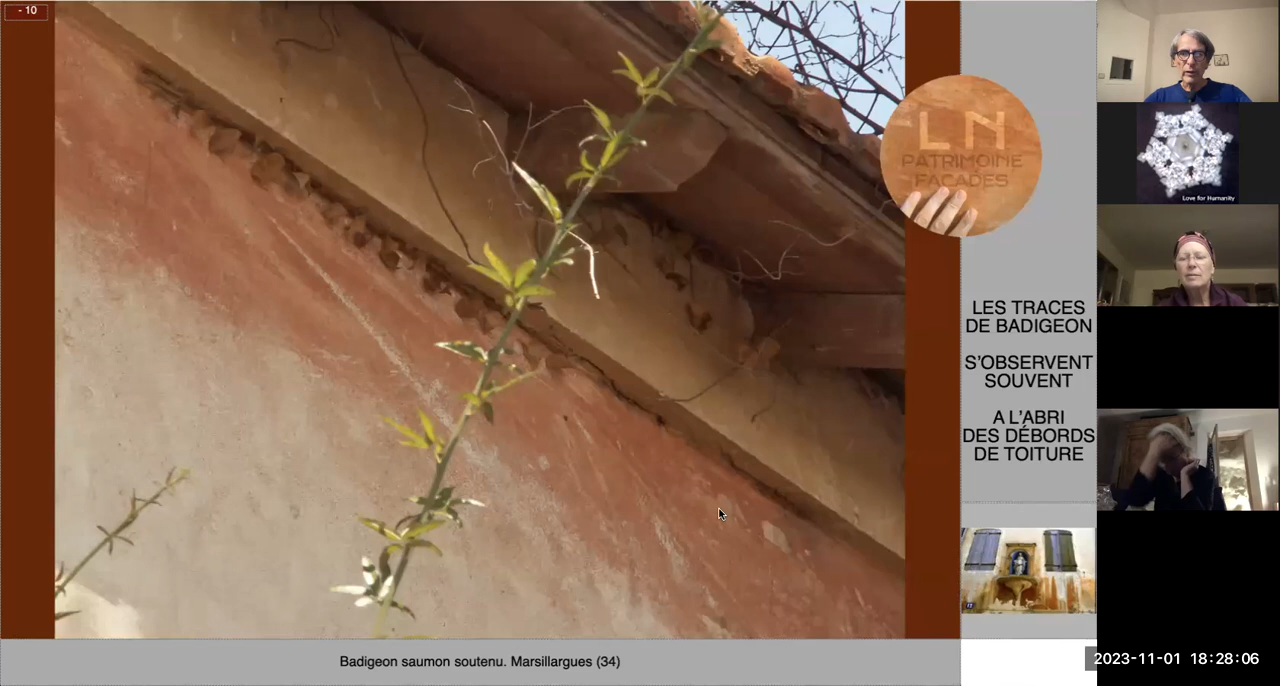 - 10
LN
PATRIMOINE
FAÇADES
LES TRACES
DE BADIGEON
S'OBSERVENT
SOUVENT
A L'ABRI
DES DÉBORDS
DE TOITURE
Love for Humanity
Badigeon saumon soutenu. Marsillargues (34)
2023-11-01 18:28:06